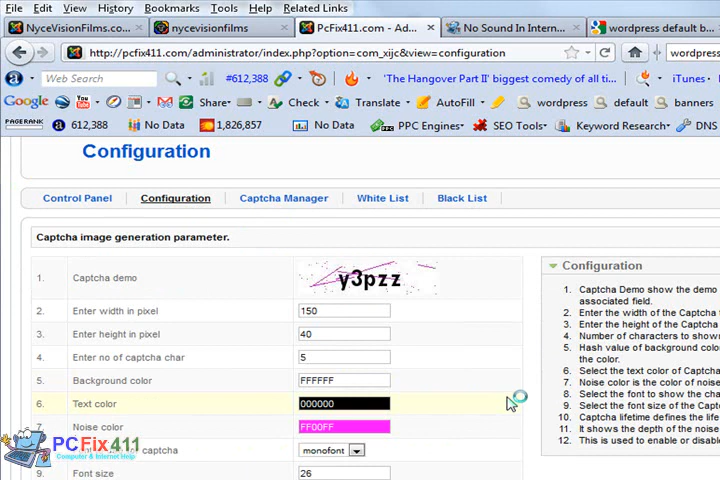 File Edit View History Bookmarks Tools Help Related Links
NyceVisionFilms.co... nycevisionfilms PcFix411.com - Ad... No Sound In Intern... wordpress default b...
http://pcfix411.com/administrator/index.php?option=com_xijc&view=configuration wordpres
Web Search #612,388 'The Hangover Part II' biggest comedy of all ti... iTunes
Google Share Check Translate AutoFill wordpress default banners
PAGERANK 612,388 No Data 1,826,857 No Data PPC Engines SEO Tools Keyword Research DNS
Configuration
Control Panel Configuration Captcha Manager White List Black List
Captcha image generation parameter.
1. Captcha demo y3pzz
2. Enter width in pixel 150
3. Enter height in pixel 40
4. Enter no of captcha char 5
5. Background color FFFFFF
6. Text color 000000
7. Noise color FF00FF
captcha monofont
9. Font size 26
PCFix411
Computer & Internet Help
Configuration
1. Captcha Demo show the demo
associated field.
2. Enter the width of the Captcha
3. Enter the height of the Captcha
4. Number of characters to show
5. Hash value of background colo
the color.
6. Select the text color of Captcha
7. Noise color is the color of noise
8. Select the font to show the cha
9. Select the font size of the Capt
10. Captcha lifetime defines the life
11. It shows the depth of the noise
12. This is used to enable or disabl